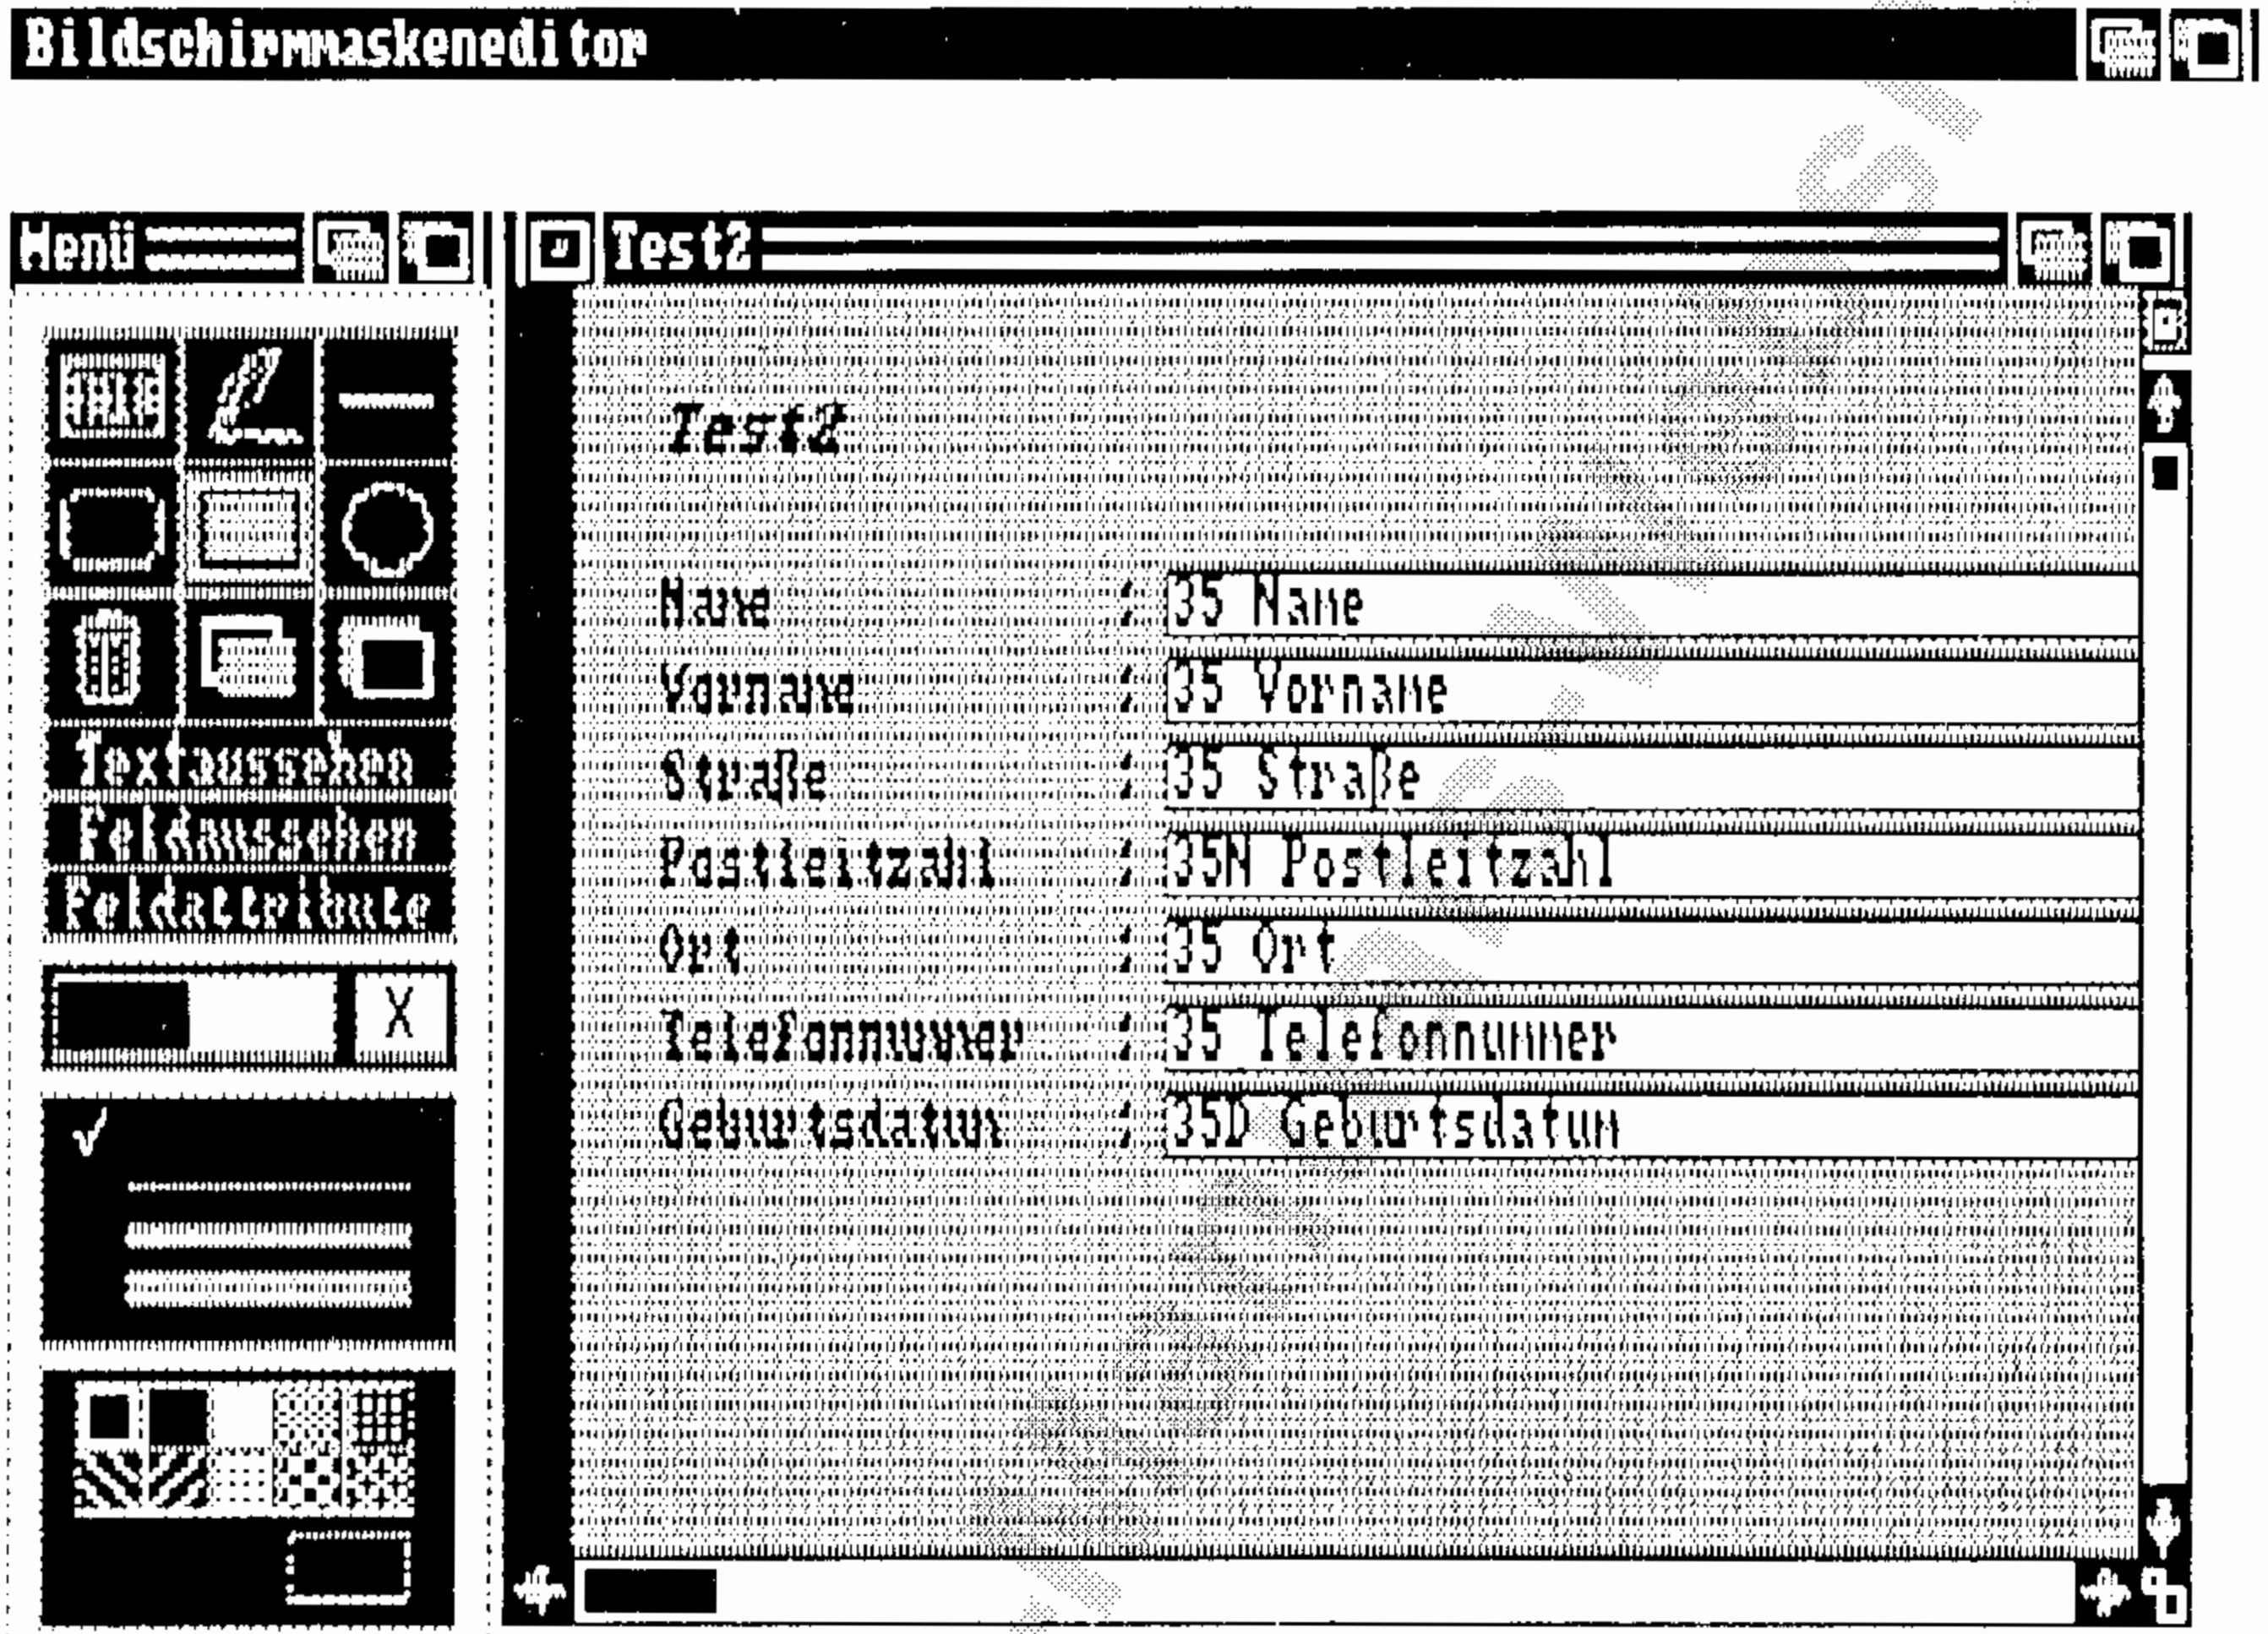 Bildschirmmaskeneditor
Menü
Test2
Textaussehen
Feldaussehen
Feldattribute
X
Test2
Name : 35 Name
Vorname : 35 Vorname
Straße : 35 Straße
Postleitzahl : 35N Postleitzahl
Ort : 35 Ort
Telefonnummer : 35 Telefonnummer
Geburtsdatum : 35D Geburtsdatum